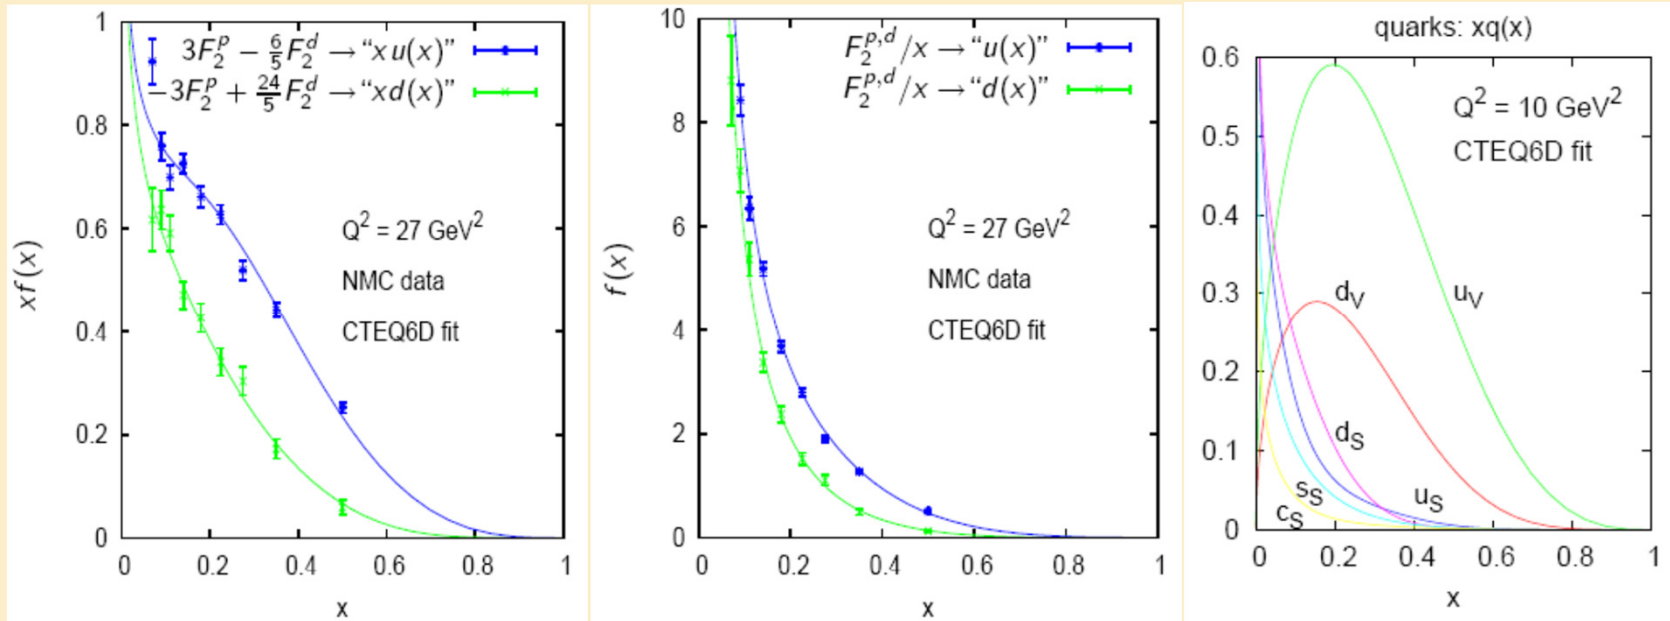 3F₂ᵖ − 6/5 F₂ᵈ → “x u(x)”
−3F₂ᵖ + 24/5 F₂ᵈ → “xd(x)”
Q² = 27 GeV²
NMC data
CTEQ6D fit
xf(x)
1
0.8
0.6
0.4
0.2
0
0 0.2 0.4 0.6 0.8 1
x
F₂ᵖ,ᵈ/x → “u(x)”
F₂ᵖ,ᵈ/x → “d(x)”
Q² = 27 GeV²
NMC data
CTEQ6D fit
f(x)
10
8
6
4
2
0
0 0.2 0.4 0.6 0.8 1
x
quarks: xq(x)
Q² = 10 GeV²
CTEQ6D fit
0.6
0.5
0.4
0.3
0.2
0.1
0
d_V
u_V
d_S
s_S
u_S
c_S
0 0.2 0.4 0.6 0.8 1
x